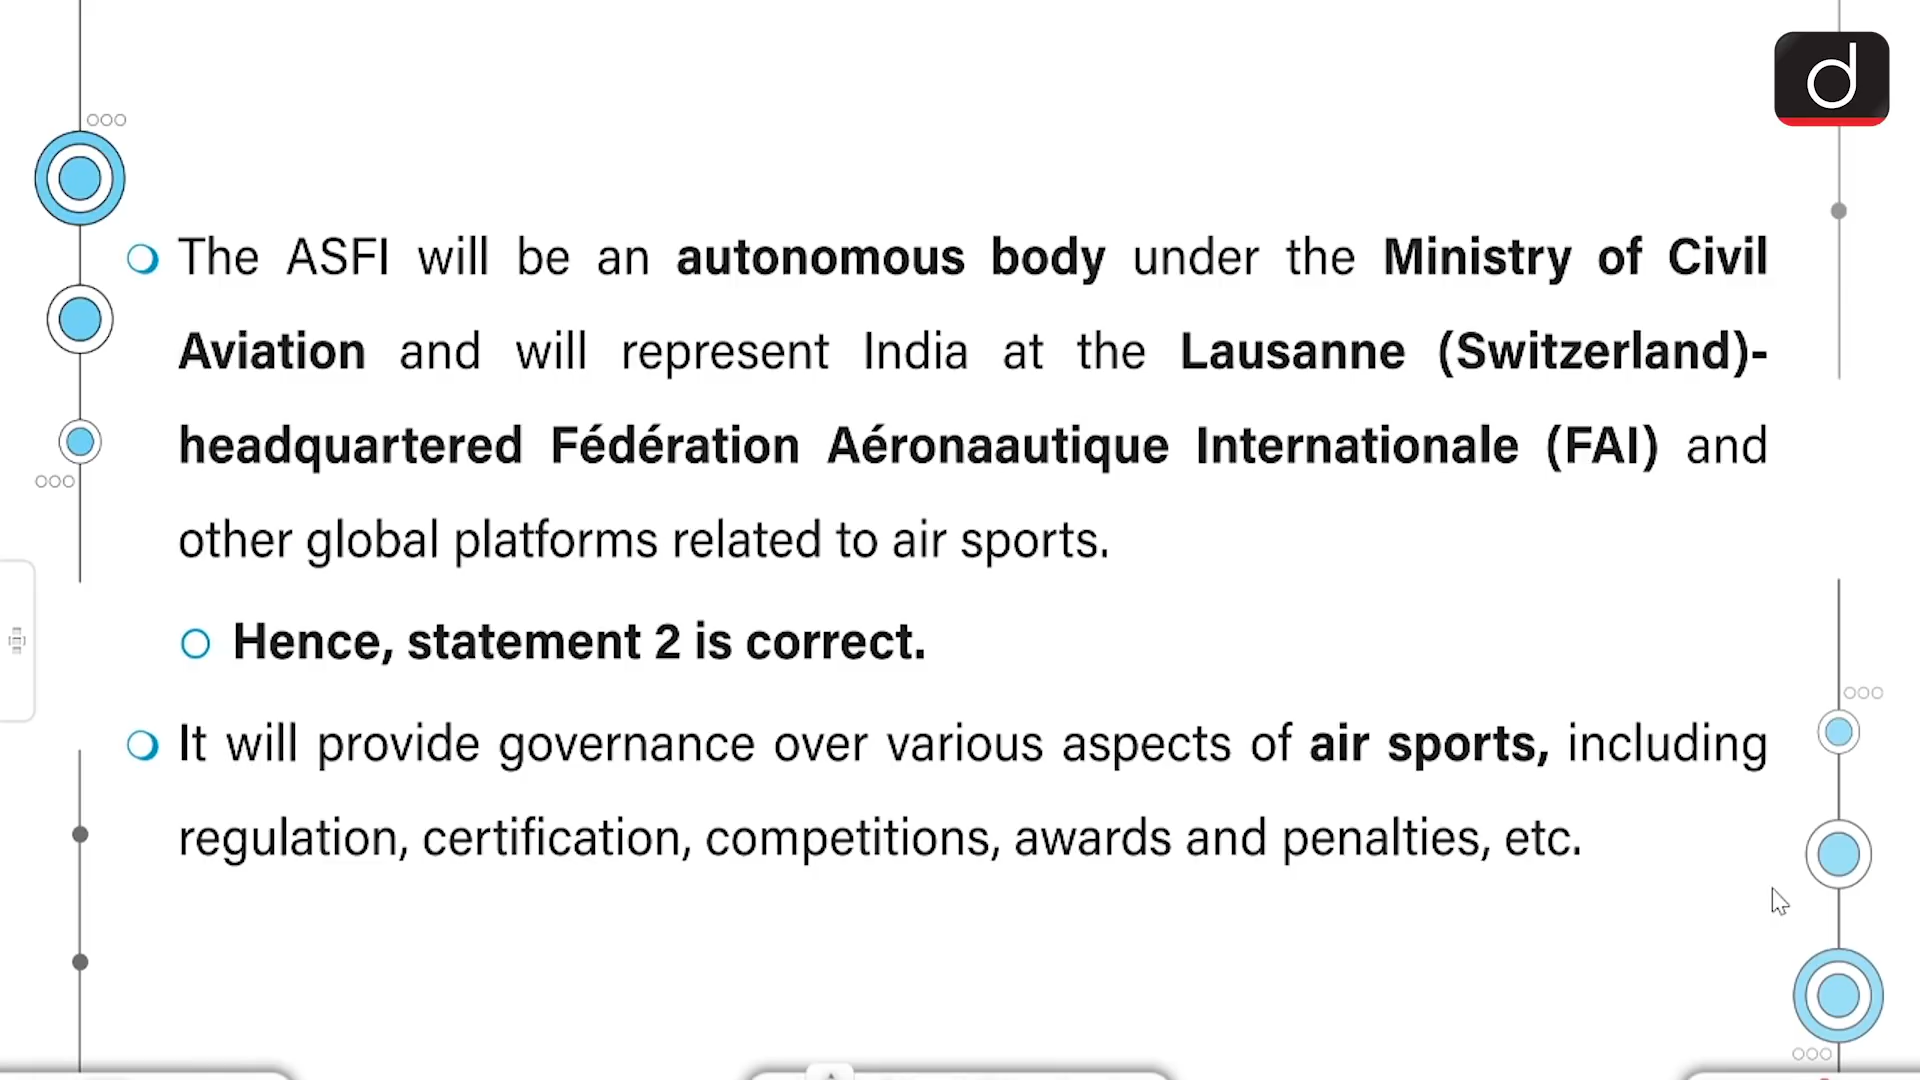 d
The ASFI will be an autonomous body under the Ministry of Civil
Aviation and will represent India at the Lausanne (Switzerland)-
headquartered Fédération Aéronaautique Internationale (FAI) and
other global platforms related to air sports.
Hence, statement 2 is correct.
It will provide governance over various aspects of air sports, including
regulation, certification, competitions, awards and penalties, etc.